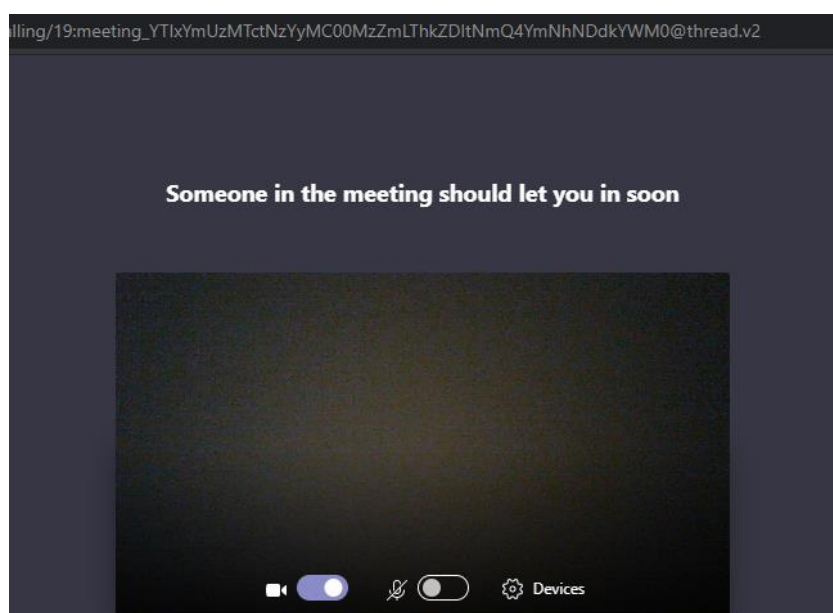 lling/19:meeting_YTIxYmUzMTctNzYyMC00MzZmLThkZDItNmQ4YmNhNDdkYWM0@thread.v2
Someone in the meeting should let you in soon
Devices